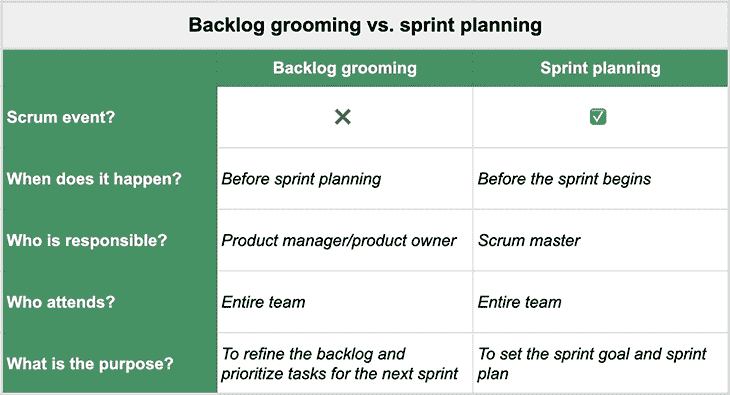 Backlog grooming vs. sprint planning
Backlog grooming Sprint planning
Scrum event?
When does it happen? Before sprint planning Before the sprint begins
Who is responsible? Product manager/product owner Scrum master
Who attends? Entire team Entire team
What is the purpose? To refine the backlog and prioritize tasks for the next sprint To set the sprint goal and sprint plan